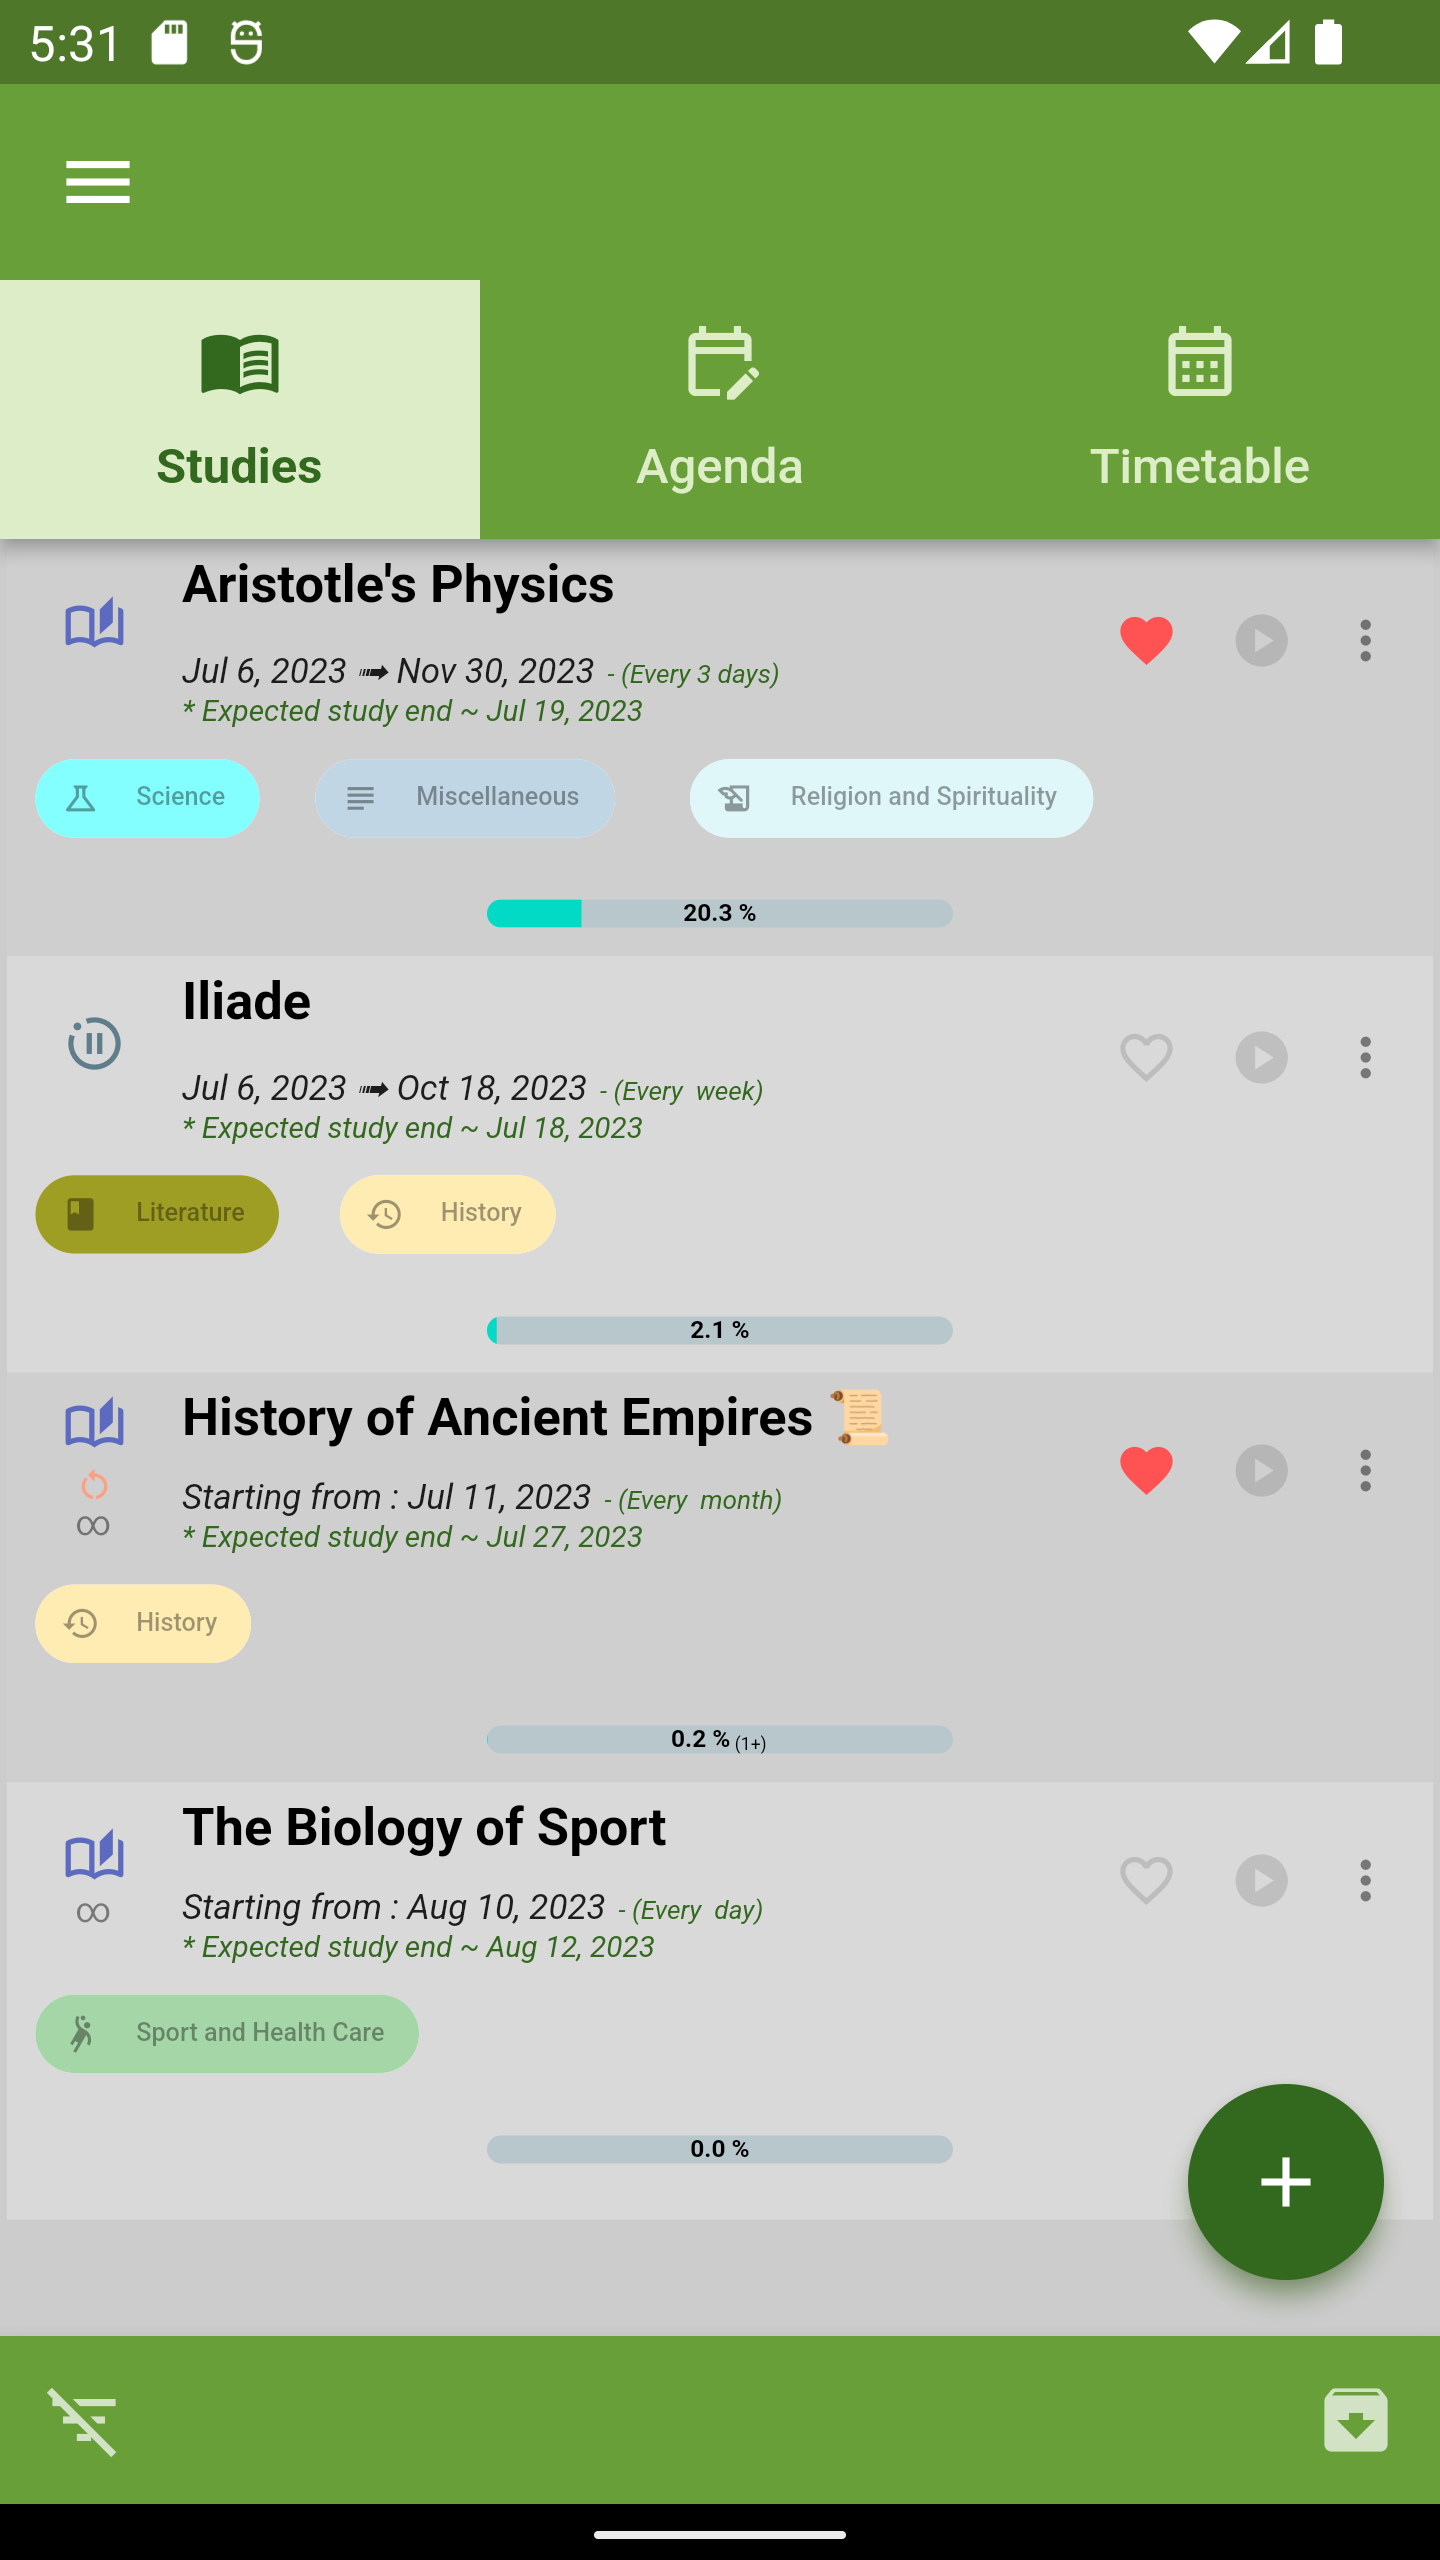 5:31
Studies
Agenda
Timetable
Aristotle's Physics
Jul 6, 2023 ➟ Nov 30, 2023 - (Every 3 days)
* Expected study end ~ Jul 19, 2023
Science
Miscellaneous
Religion and Spirituality
20.3 %
Iliade
Jul 6, 2023 ➟ Oct 18, 2023 - (Every  week)
* Expected study end ~ Jul 18, 2023
Literature
History
2.1 %
History of Ancient Empires 📜
Starting from : Jul 11, 2023 - (Every  month)
* Expected study end ~ Jul 27, 2023
History
0.2 % (1+)
The Biology of Sport
Starting from : Aug 10, 2023 - (Every  day)
* Expected study end ~ Aug 12, 2023
Sport and Health Care
0.0 %